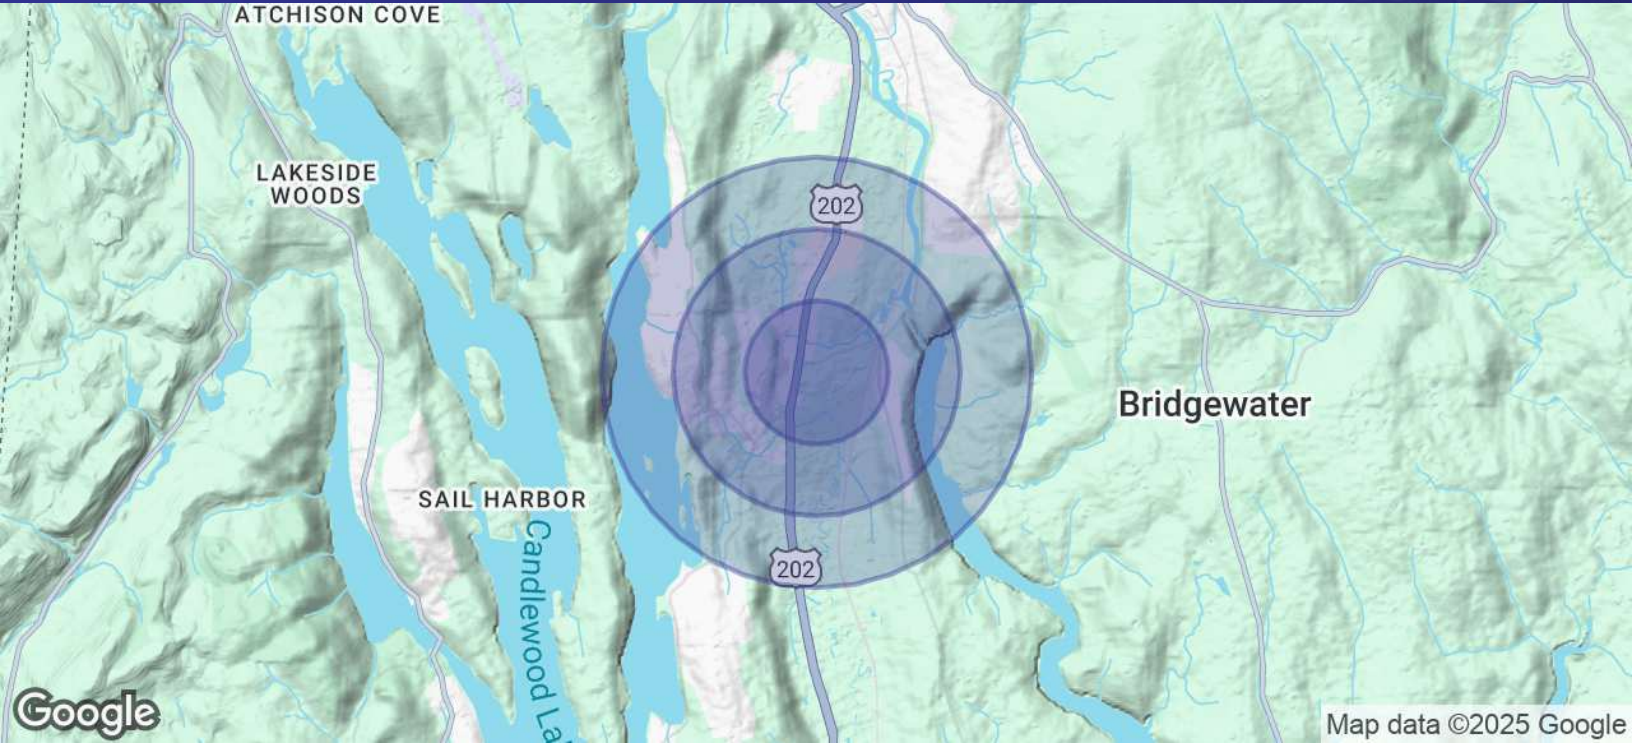 ATCHISON COVE
LAKESIDE
WOODS
202
Bridgewater
SAIL HARBOR
Candlewood La
202
Google
Map data ©2025 Google